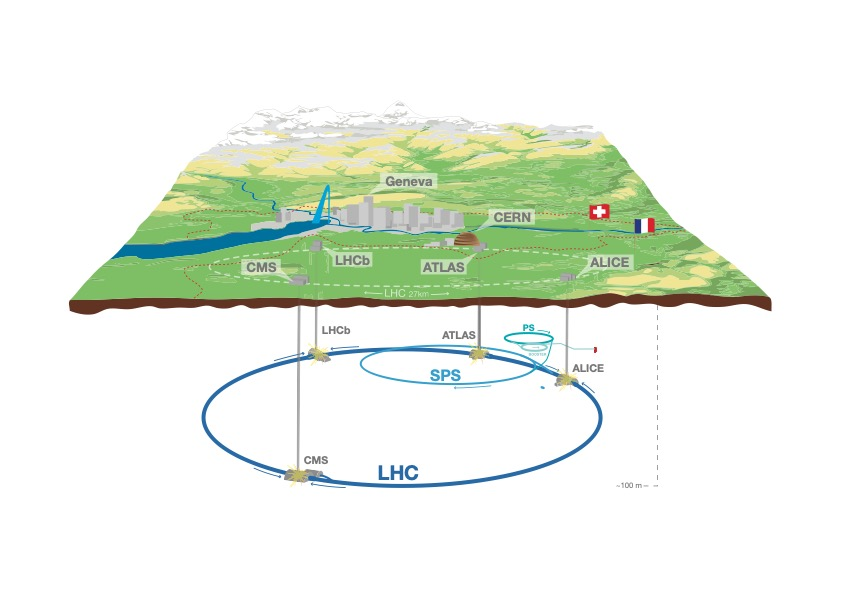 Geneva
CERN
CMS
LHCb
ATLAS
ALICE
LHC 27km
LHCb
ATLAS
PS
BOOSTER
ALICE
SPS
CMS
LHC
~100 m